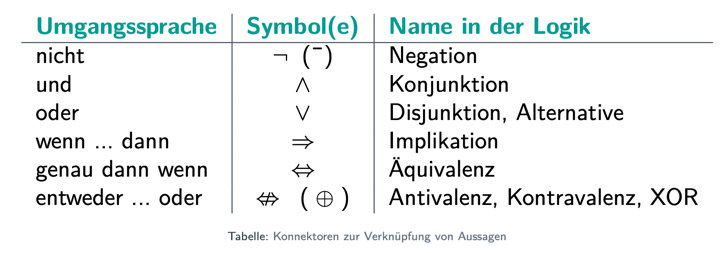 Umgangssprache Symbol(e) Name in der Logik
nicht ¬ (¯) Negation
und ∧ Konjunktion
oder ∨ Disjunktion, Alternative
wenn ... dann ⇒ Implikation
genau dann wenn ⇔ Äquivalenz
entweder ... oder ⇎ ( ⊕ ) Antivalenz, Kontravalenz, XOR
Tabelle: Konnektoren zur Verknüpfung von Aussagen